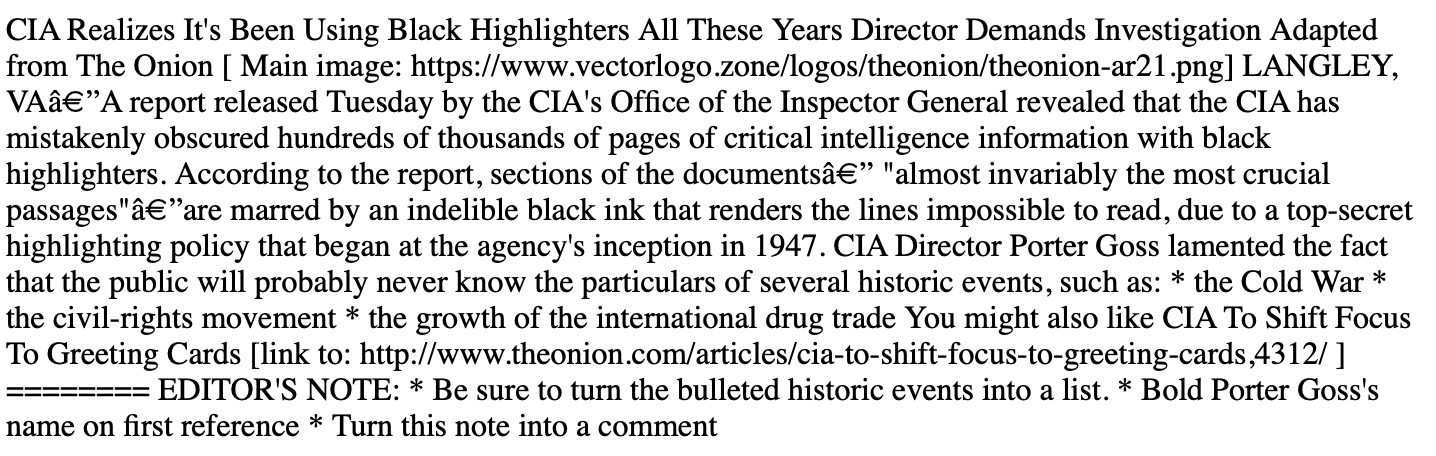 CIA Realizes It's Been Using Black Highlighters All These Years Director Demands Investigation Adapted
from The Onion [ Main image: https://www.vectorlogo.zone/logos/theonion/theonion-ar21.png] LANGLEY,
VAâ€”A report released Tuesday by the CIA's Office of the Inspector General revealed that the CIA has
mistakenly obscured hundreds of thousands of pages of critical intelligence information with black
highlighters. According to the report, sections of the documentsâ€” "almost invariably the most crucial
passages"â€”are marred by an indelible black ink that renders the lines impossible to read, due to a top-secret
highlighting policy that began at the agency's inception in 1947. CIA Director Porter Goss lamented the fact
that the public will probably never know the particulars of several historic events, such as: * the Cold War *
the civil-rights movement * the growth of the international drug trade You might also like CIA To Shift Focus
To Greeting Cards [link to: http://www.theonion.com/articles/cia-to-shift-focus-to-greeting-cards,4312/ ]
======== EDITOR'S NOTE: * Be sure to turn the bulleted historic events into a list. * Bold Porter Goss's
name on first reference * Turn this note into a comment